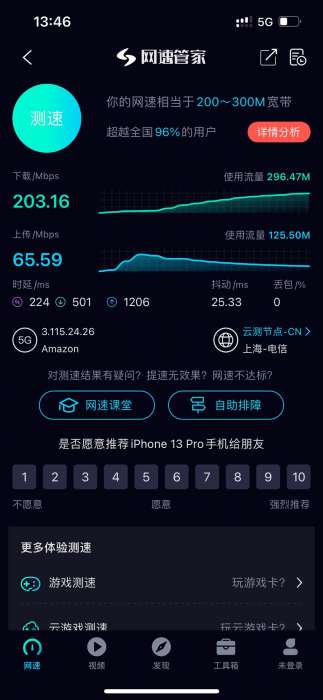 13:46
5G
网速管家
测速
你的网速相当于 200～300M 宽带
超越全国 96% 的用户
详情分析
下载/Mbps
使用流量 296.47M
203.16
上传/Mbps
使用流量 125.50M
65.59
时延/ms
抖动/ms
丢包/%
224 501 1206
25.33
0
5G
3.115.24.26
Amazon
云测节点-CN
上海-电信
对测速结果有疑问？提速无效果？网速不达标？
网速课堂
自助排障
是否愿意推荐iPhone 13 Pro手机给朋友
1 2 3 4 5 6 7 8 9 10
不愿意
愿意
强烈推荐
更多体验测速
游戏测速
玩游戏卡？
云游戏测速
玩云游戏卡？
网速
视频
发现
工具箱
未登录